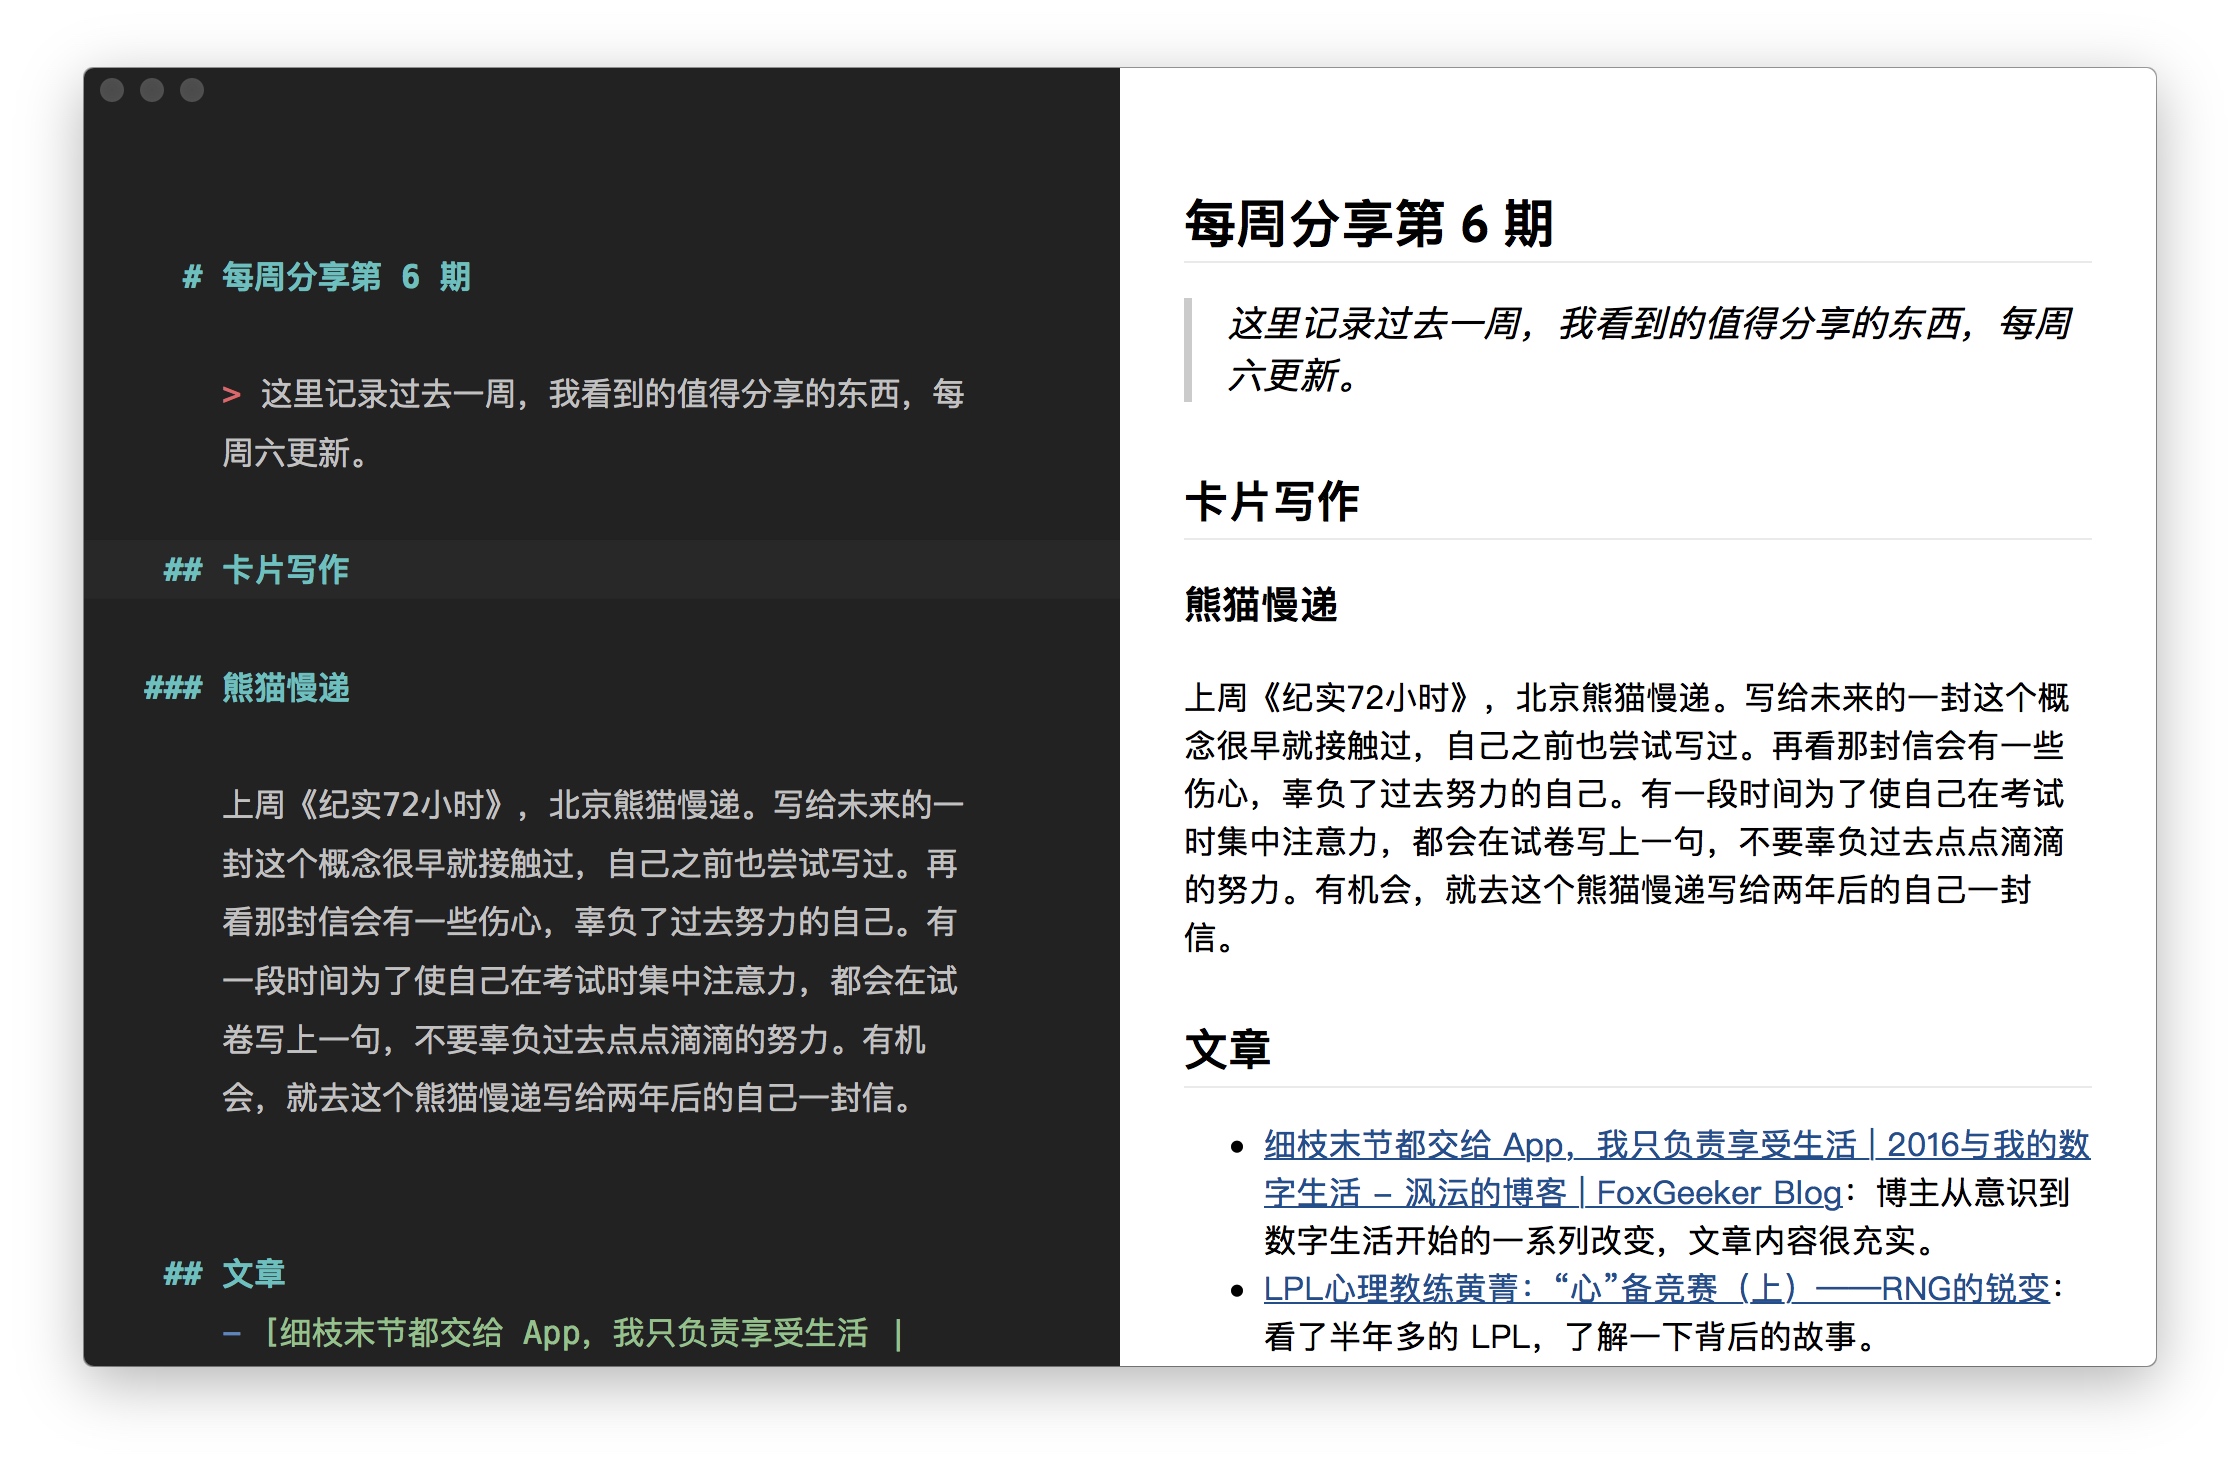 # 每周分享第 6 期
> 这里记录过去一周，我看到的值得分享的东西，每
周六更新。
## 卡片写作
### 熊猫慢递
上周《纪实72小时》，北京熊猫慢递。写给未来的一
封这个概念很早就接触过，自己之前也尝试写过。再
看那封信会有一些伤心，辜负了过去努力的自己。有
一段时间为了使自己在考试时集中注意力，都会在试
卷写上一句，不要辜负过去点点滴滴的努力。有机
会，就去这个熊猫慢递写给两年后的自己一封信。
## 文章
- [细枝末节都交给 App，我只负责享受生活 |
每周分享第 6 期
这里记录过去一周，我看到的值得分享的东西，每周
六更新。
卡片写作
熊猫慢递
上周《纪实72小时》，北京熊猫慢递。写给未来的一封这个概
念很早就接触过，自己之前也尝试写过。再看那封信会有一些
伤心，辜负了过去努力的自己。有一段时间为了使自己在考试
时集中注意力，都会在试卷写上一句，不要辜负过去点点滴滴
的努力。有机会，就去这个熊猫慢递写给两年后的自己一封
信。
文章
• 细枝末节都交给 App，我只负责享受生活 | 2016与我的数
字生活 – 沨沄的博客 | FoxGeeker Blog：博主从意识到
数字生活开始的一系列改变，文章内容很充实。
• LPL心理教练黄菁：“心”备竞赛（上）——RNG的锐变：
看了半年多的 LPL，了解一下背后的故事。